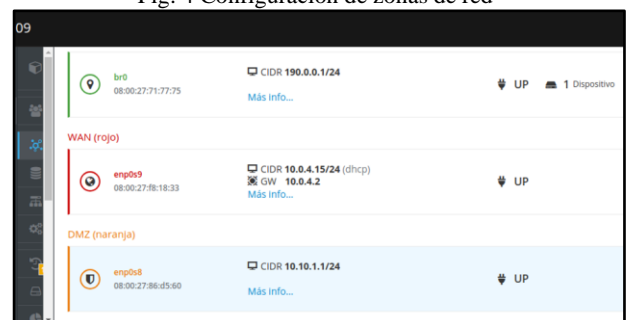 Fig. 4 Configuración de zonas de red
09
br0
08:00:27:71:77:75
CIDR 190.0.0.1/24
Más info...
UP
1 Dispositivo
WAN (rojo)
enp0s9
08:00:27:f8:18:33
CIDR 10.0.4.15/24 (dhcp)
GW 10.0.4.2
Más info...
UP
DMZ (naranja)
enp0s8
08:00:27:86:d5:60
CIDR 10.10.1.1/24
Más info...
UP